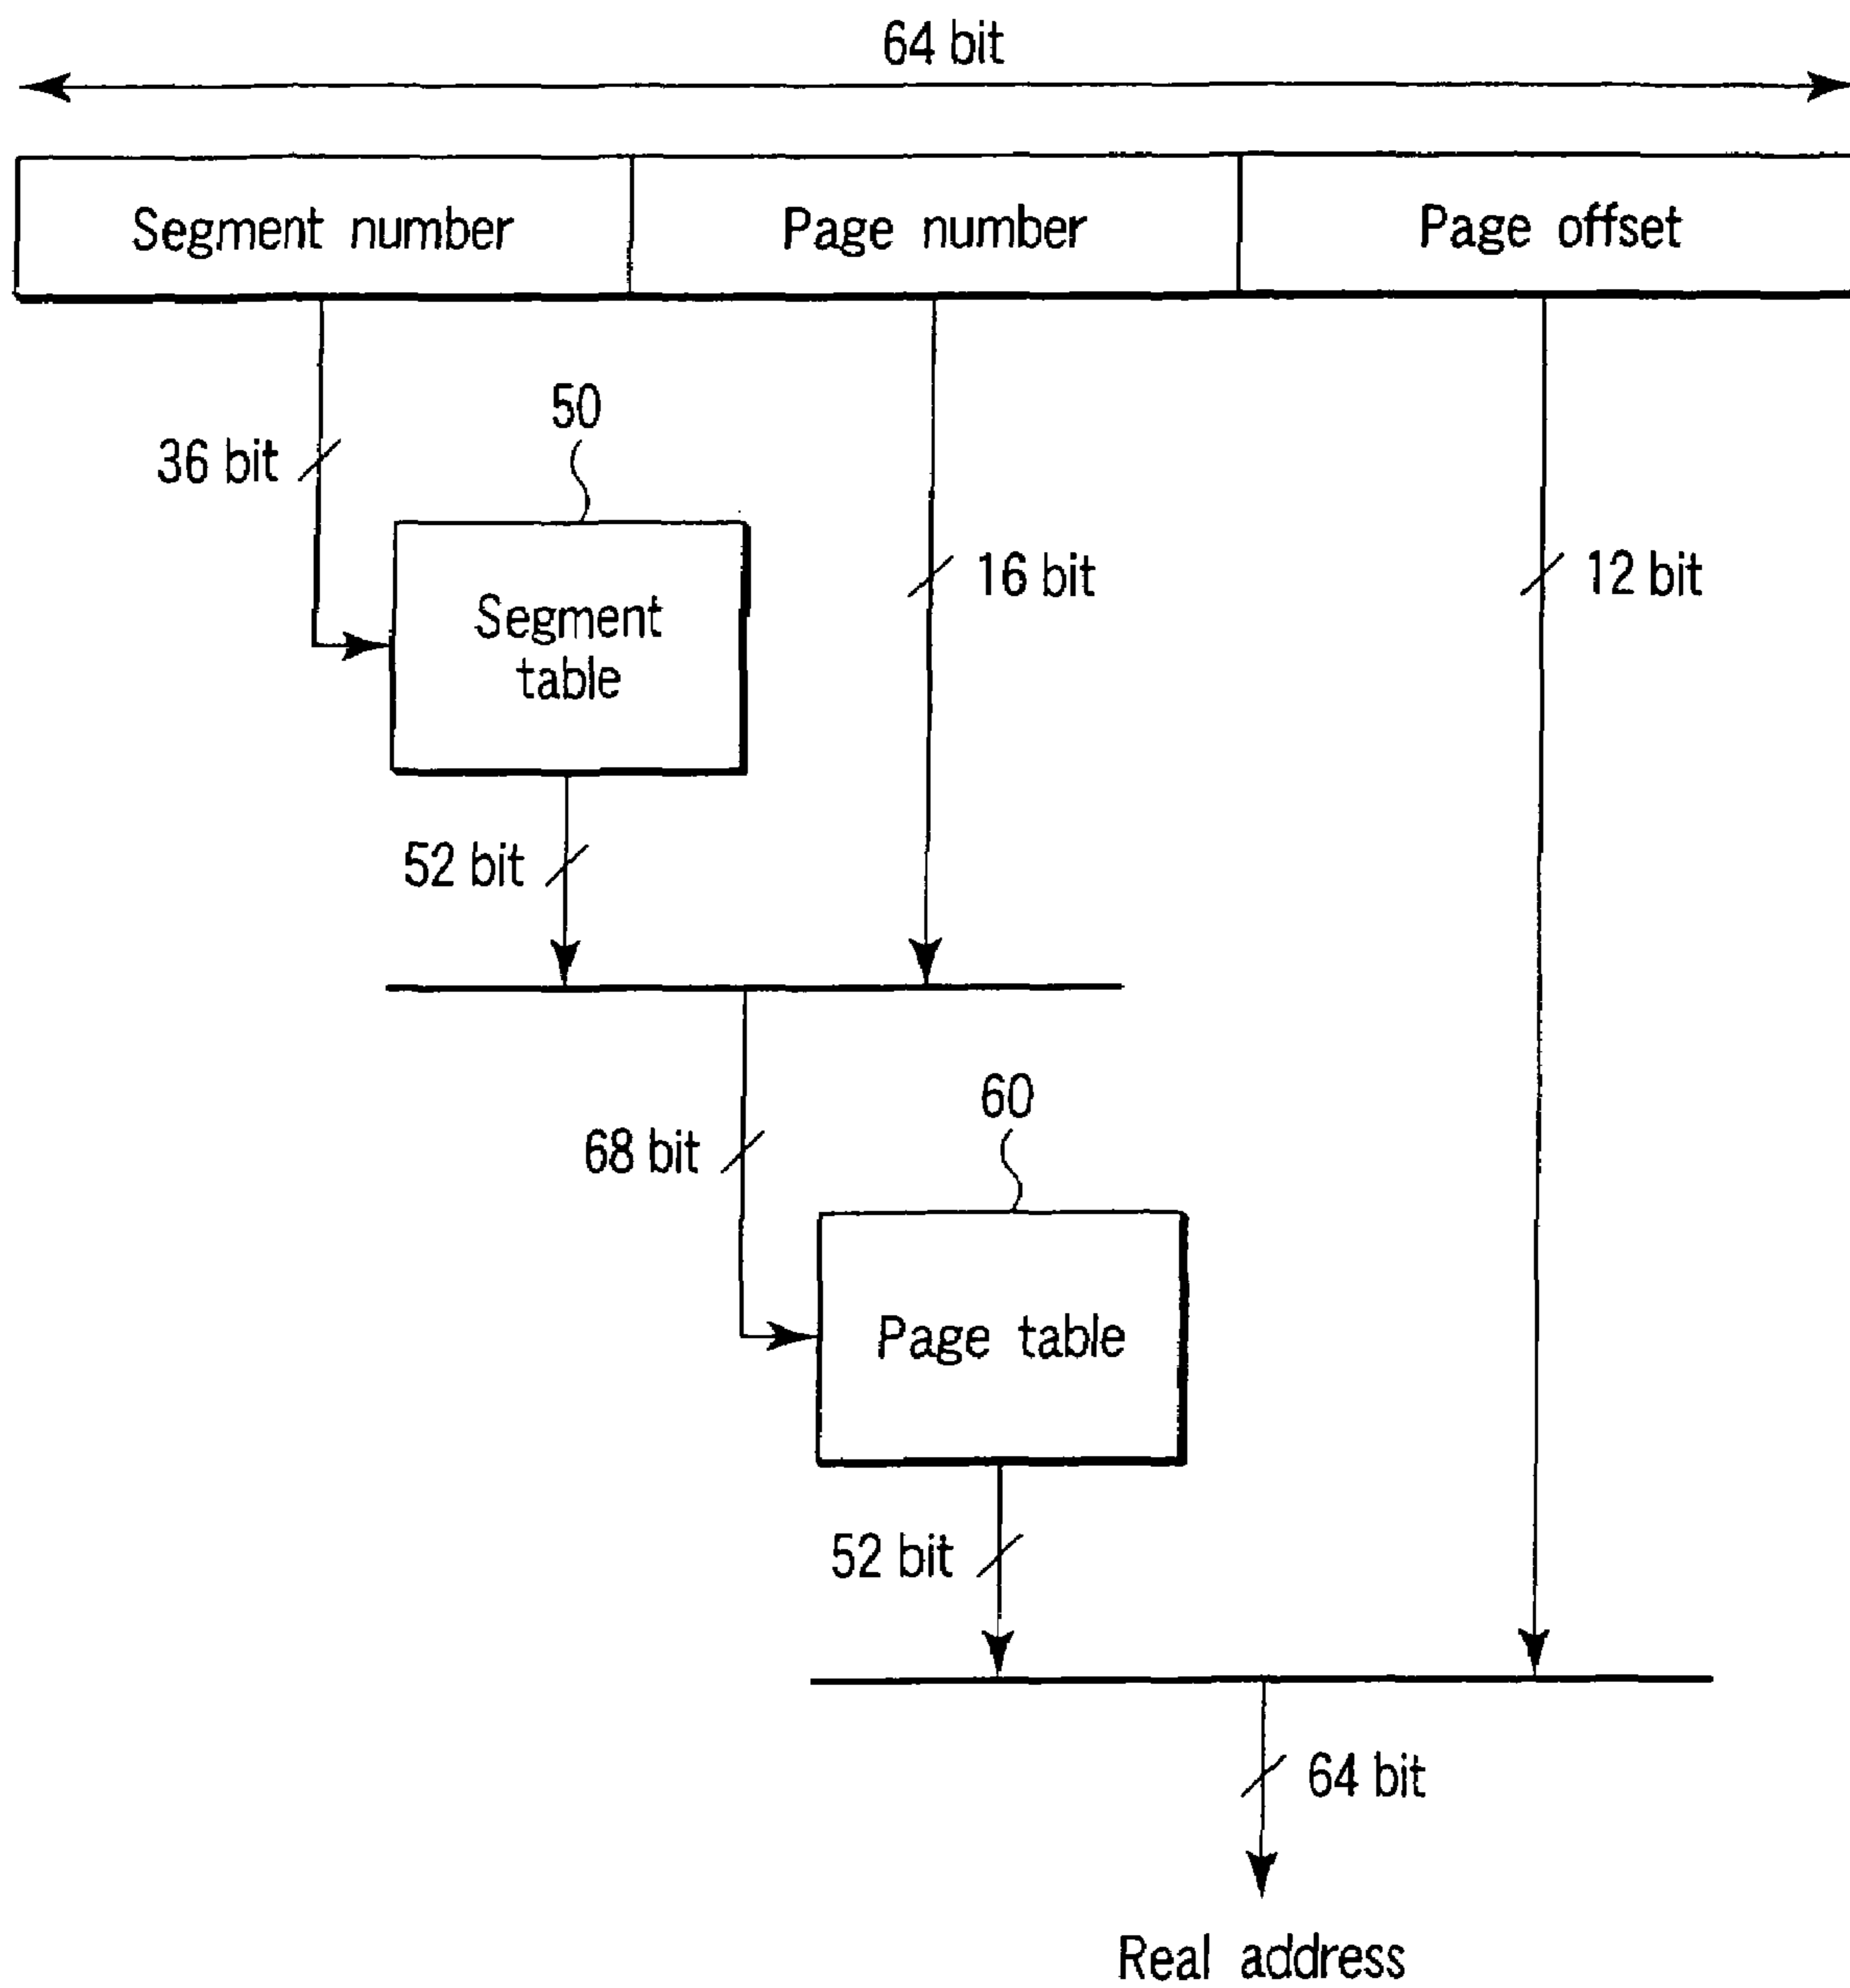 64 bit
Segment number
Page number
Page offset
50
36 bit
16 bit
12 bit
Segment
table
52 bit
60
68 bit
Page table
52 bit
64 bit
Real address